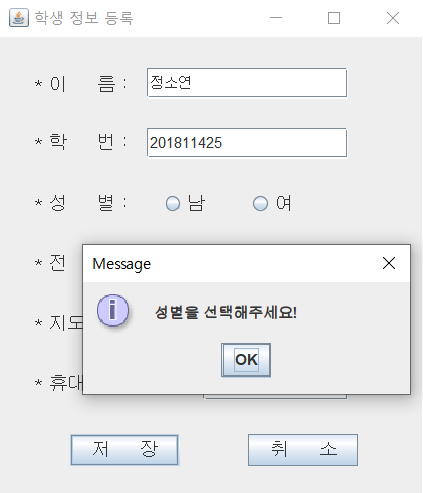 학생 정보 등록
* 이 름 : 정소연
* 학 번 : 201811425
* 성 별 : 남 여
* 전
Message
성별을 선택해주세요!
* 지도
OK
* 휴대
저 장 취 소